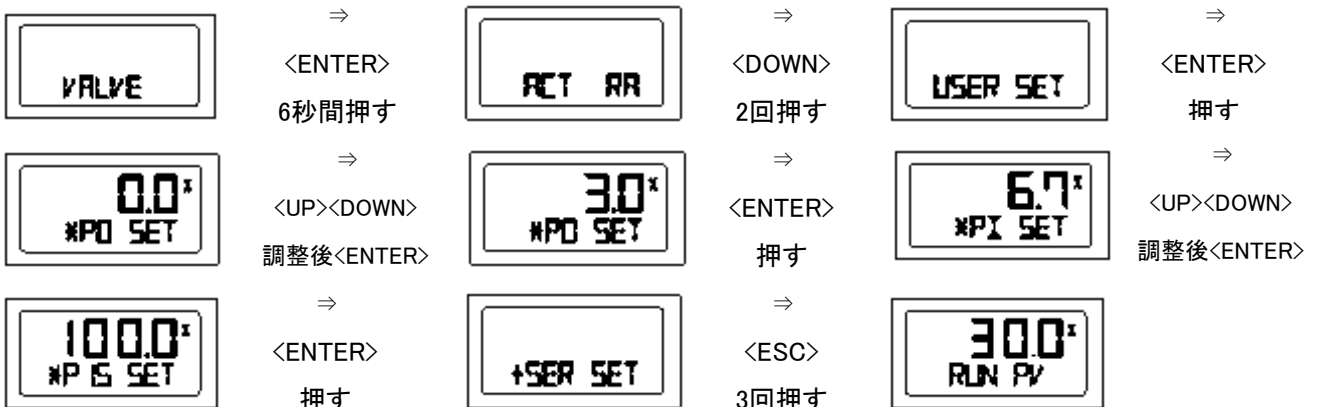 ⇒ ⇒ ⇒
VALVE <ENTER> ACT RA <DOWN> USER SET <ENTER>
6秒間押す 2回押す 押す
0.0% ⇒ 3.0% ⇒ 6.7% ⇒
*P0 SET <UP><DOWN> *P0 SET <ENTER> *P1 SET <UP><DOWN>
調整後<ENTER> 押す 調整後<ENTER>
100.0% ⇒ ⇒ 30.0%
*P 15 SET <ENTER> +SER SET <ESC> RUN PV
押す 3回押す